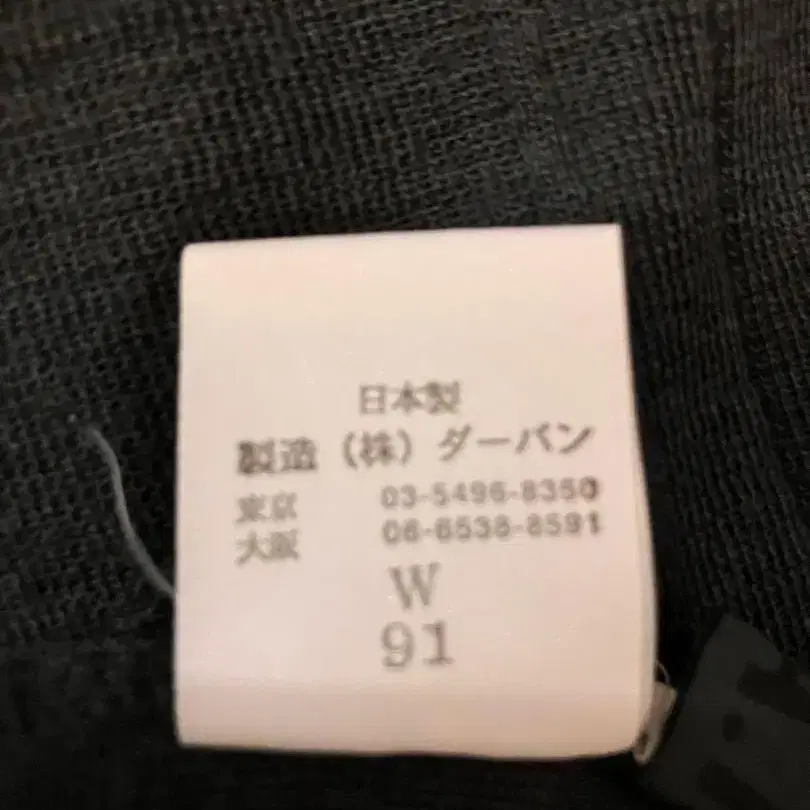 日本製
製造（株）ダーバン
東京 03-5496-8350
大阪 06-6538-8591
W
91